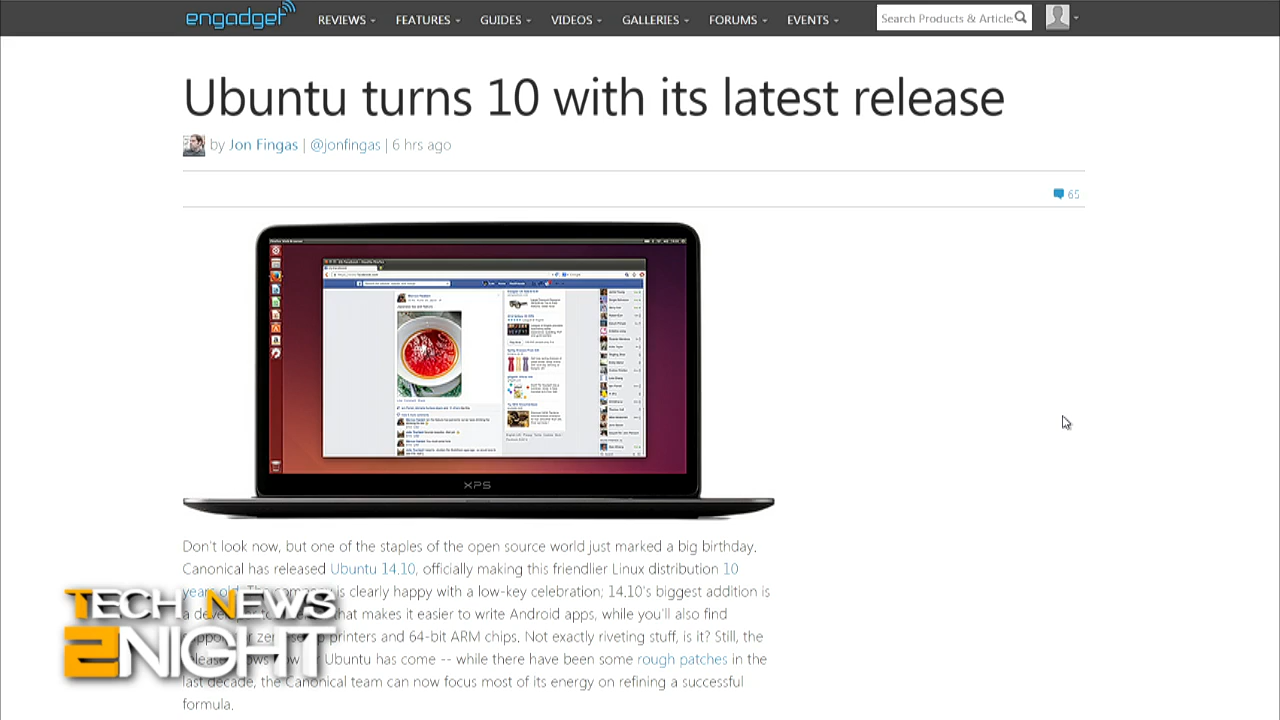 engadget
REVIEWS FEATURES GUIDES VIDEOS GALLERIES FORUMS EVENTS
Search Products & Article
Ubuntu turns 10 with its latest release
by Jon Fingas | @jonfingas | 6 hrs ago
65
XPS
Don't look now, but one of the staples of the open source world just marked a big birthday.
Canonical has released Ubuntu 14.10, officially making this friendlier Linux distribution 10
is clearly happy with a low-key celebration; 14.10's biggest addition is
that makes it easier to write Android apps, while you'll also find
printers and 64-bit ARM chips. Not exactly riveting stuff, is it? Still, the
Ubuntu has come -- while there have been some rough patches in the
last decade, the Canonical team can now focus most of its energy on refining a successful
formula.
TECH NEWS
2NIGHT